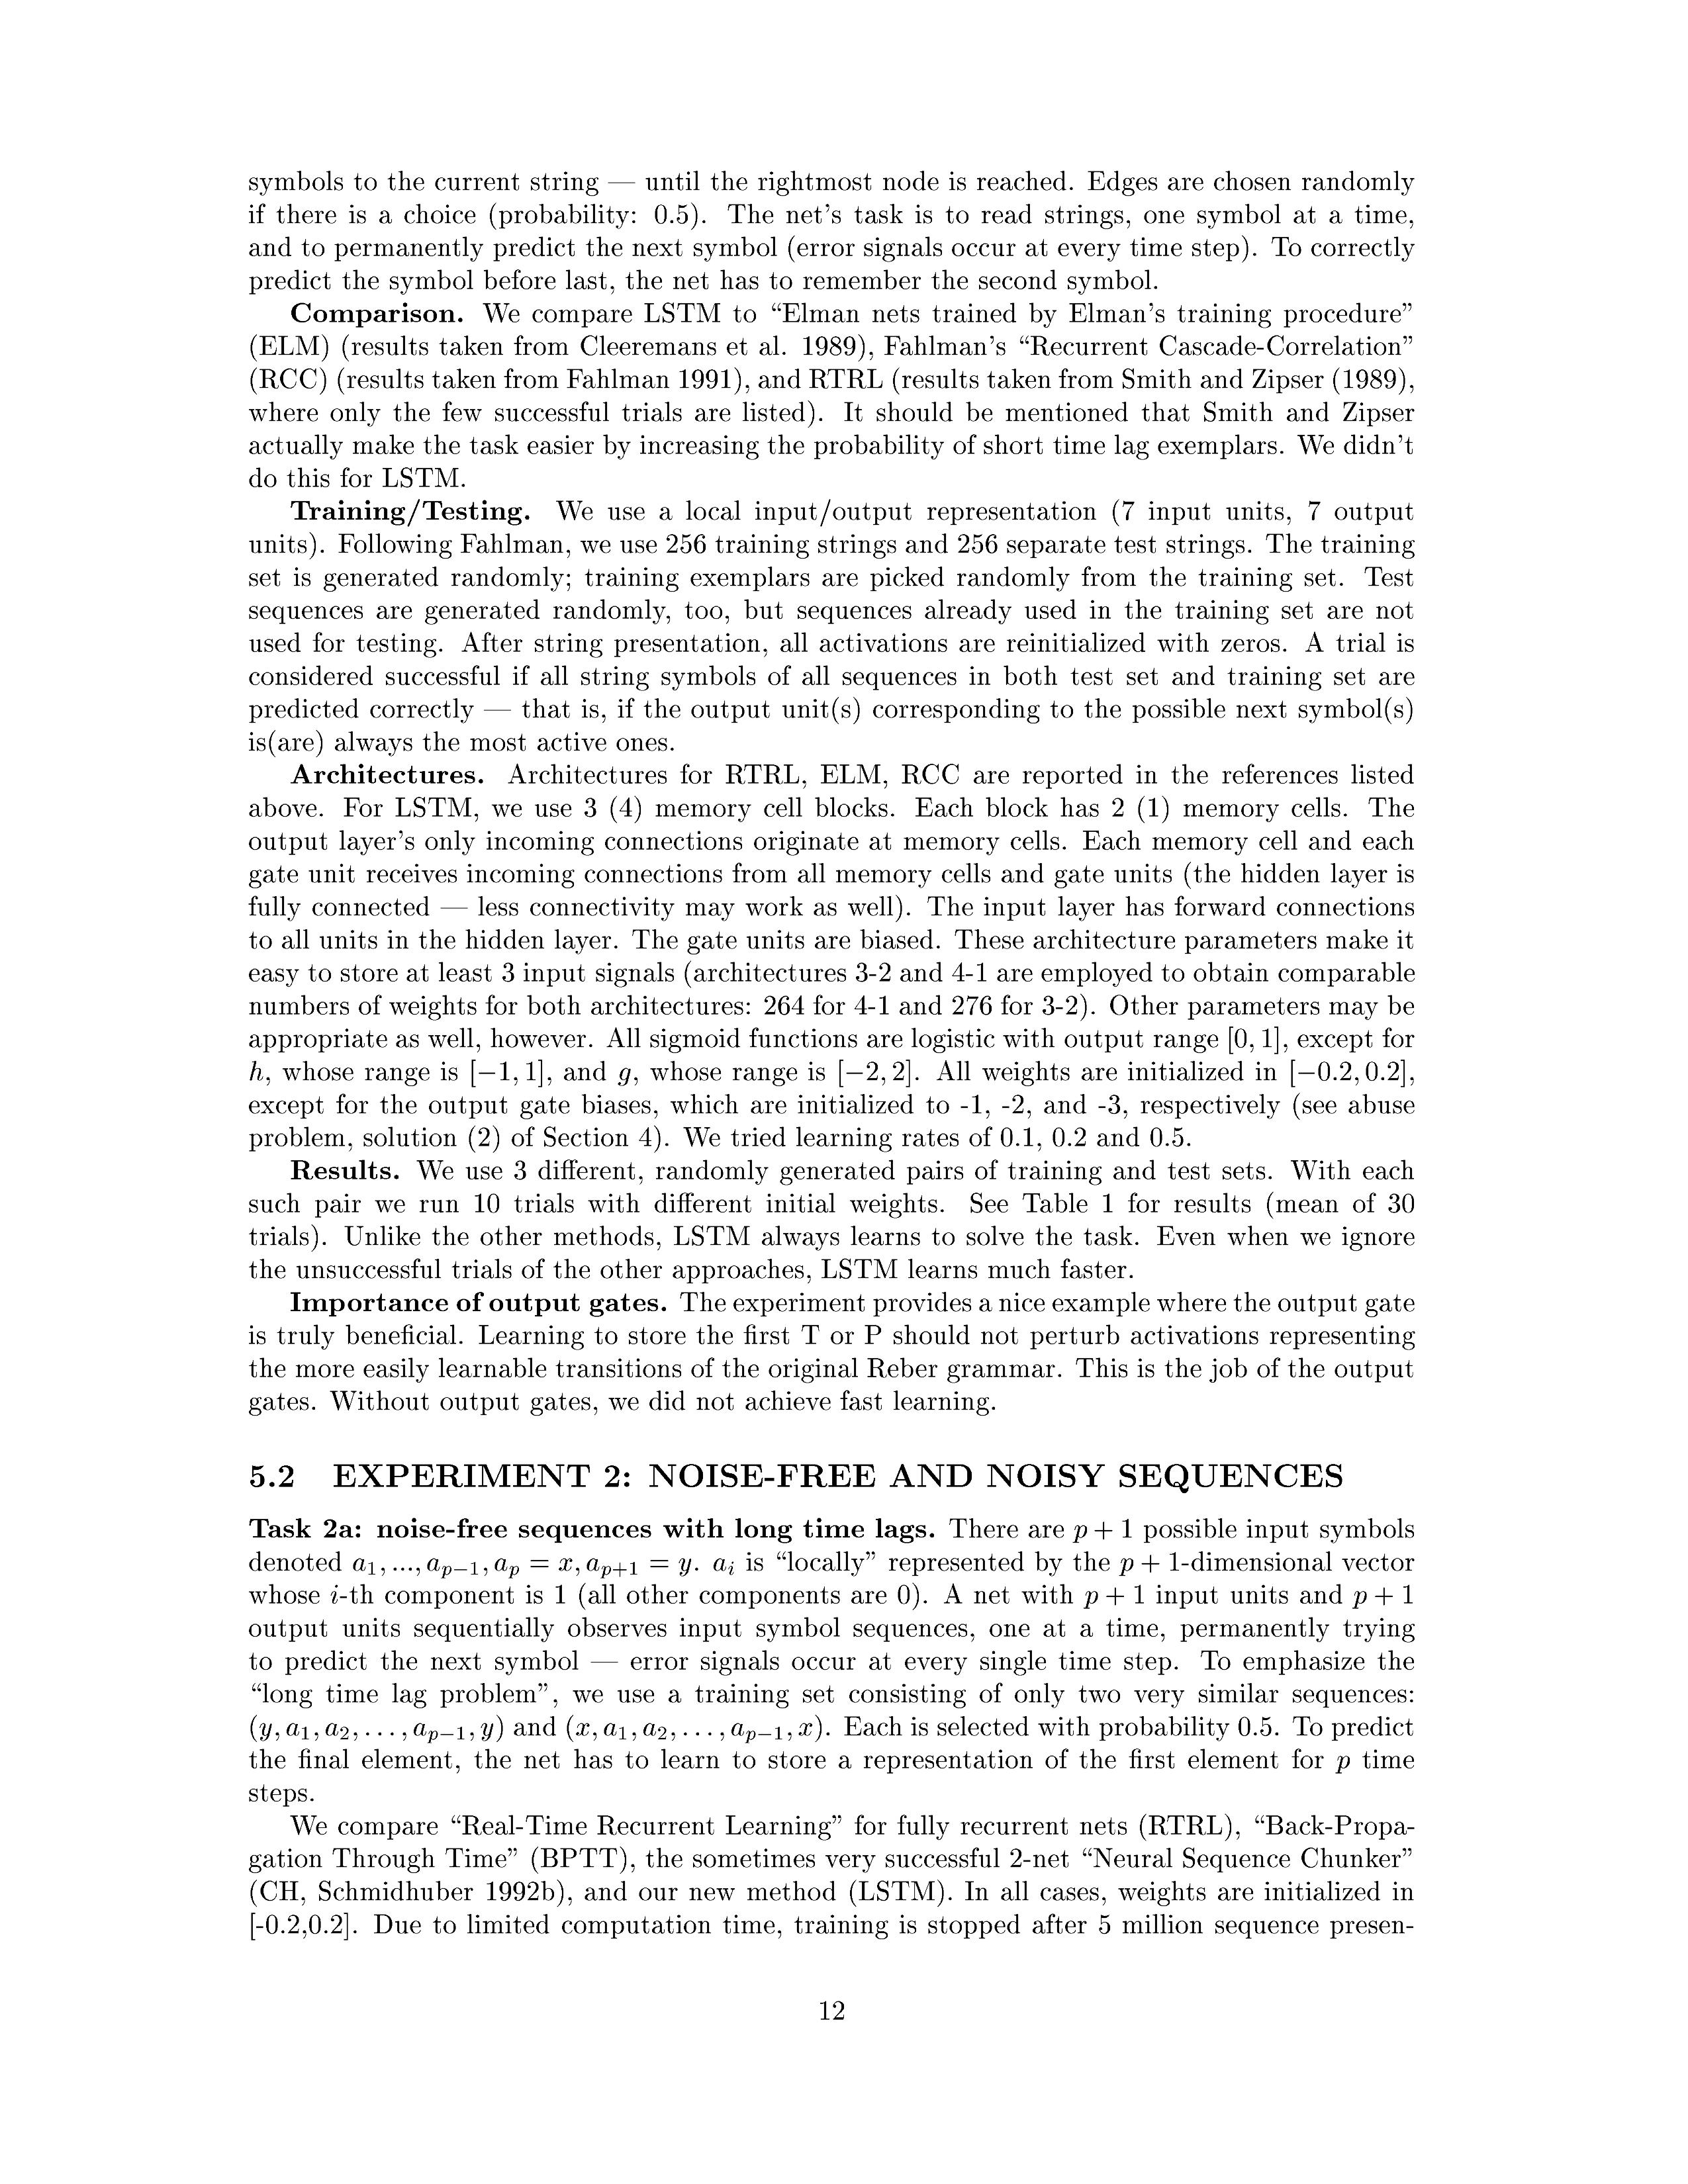 symbols to the current string — until the rightmost node is reached. Edges are chosen randomly
if there is a choice (probability: 0.5). The net's task is to read strings, one symbol at a time,
and to permanently predict the next symbol (error signals occur at every time step). To correctly
predict the symbol before last, the net has to remember the second symbol.
Comparison. We compare LSTM to “Elman nets trained by Elman's training procedure”
(ELM) (results taken from Cleeremans et al. 1989), Fahlman's “Recurrent Cascade-Correlation”
(RCC) (results taken from Fahlman 1991), and RTRL (results taken from Smith and Zipser (1989),
where only the few successful trials are listed). It should be mentioned that Smith and Zipser
actually make the task easier by increasing the probability of short time lag exemplars. We didn't
do this for LSTM.
Training/Testing. We use a local input/output representation (7 input units, 7 output
units). Following Fahlman, we use 256 training strings and 256 separate test strings. The training
set is generated randomly; training exemplars are picked randomly from the training set. Test
sequences are generated randomly, too, but sequences already used in the training set are not
used for testing. After string presentation, all activations are reinitialized with zeros. A trial is
considered successful if all string symbols of all sequences in both test set and training set are
predicted correctly — that is, if the output unit(s) corresponding to the possible next symbol(s)
is(are) always the most active ones.
Architectures. Architectures for RTRL, ELM, RCC are reported in the references listed
above. For LSTM, we use 3 (4) memory cell blocks. Each block has 2 (1) memory cells. The
output layer's only incoming connections originate at memory cells. Each memory cell and each
gate unit receives incoming connections from all memory cells and gate units (the hidden layer is
fully connected — less connectivity may work as well). The input layer has forward connections
to all units in the hidden layer. The gate units are biased. These architecture parameters make it
easy to store at least 3 input signals (architectures 3-2 and 4-1 are employed to obtain comparable
numbers of weights for both architectures: 264 for 4-1 and 276 for 3-2). Other parameters may be
appropriate as well, however. All sigmoid functions are logistic with output range [0, 1], except for
h, whose range is [−1, 1], and g, whose range is [−2, 2]. All weights are initialized in [−0.2, 0.2],
except for the output gate biases, which are initialized to -1, -2, and -3, respectively (see abuse
problem, solution (2) of Section 4). We tried learning rates of 0.1, 0.2 and 0.5.
Results. We use 3 different, randomly generated pairs of training and test sets. With each
such pair we run 10 trials with different initial weights. See Table 1 for results (mean of 30
trials). Unlike the other methods, LSTM always learns to solve the task. Even when we ignore
the unsuccessful trials of the other approaches, LSTM learns much faster.
Importance of output gates. The experiment provides a nice example where the output gate
is truly beneficial. Learning to store the first T or P should not perturb activations representing
the more easily learnable transitions of the original Reber grammar. This is the job of the output
gates. Without output gates, we did not achieve fast learning.
5.2 EXPERIMENT 2: NOISE-FREE AND NOISY SEQUENCES
Task 2a: noise-free sequences with long time lags. There are p + 1 possible input symbols
denoted a₁, ..., aₚ₋₁, aₚ = x, aₚ₊₁ = y. aᵢ is “locally” represented by the p + 1-dimensional vector
whose i-th component is 1 (all other components are 0). A net with p + 1 input units and p + 1
output units sequentially observes input symbol sequences, one at a time, permanently trying
to predict the next symbol — error signals occur at every single time step. To emphasize the
“long time lag problem”, we use a training set consisting of only two very similar sequences:
(y, a₁, a₂, . . . , aₚ₋₁, y) and (x, a₁, a₂, . . . , aₚ₋₁, x). Each is selected with probability 0.5. To predict
the final element, the net has to learn to store a representation of the first element for p time
steps.
We compare “Real-Time Recurrent Learning” for fully recurrent nets (RTRL), “Back-Propa-
gation Through Time” (BPTT), the sometimes very successful 2-net “Neural Sequence Chunker”
(CH, Schmidhuber 1992b), and our new method (LSTM). In all cases, weights are initialized in
[-0.2,0.2]. Due to limited computation time, training is stopped after 5 million sequence presen-
12